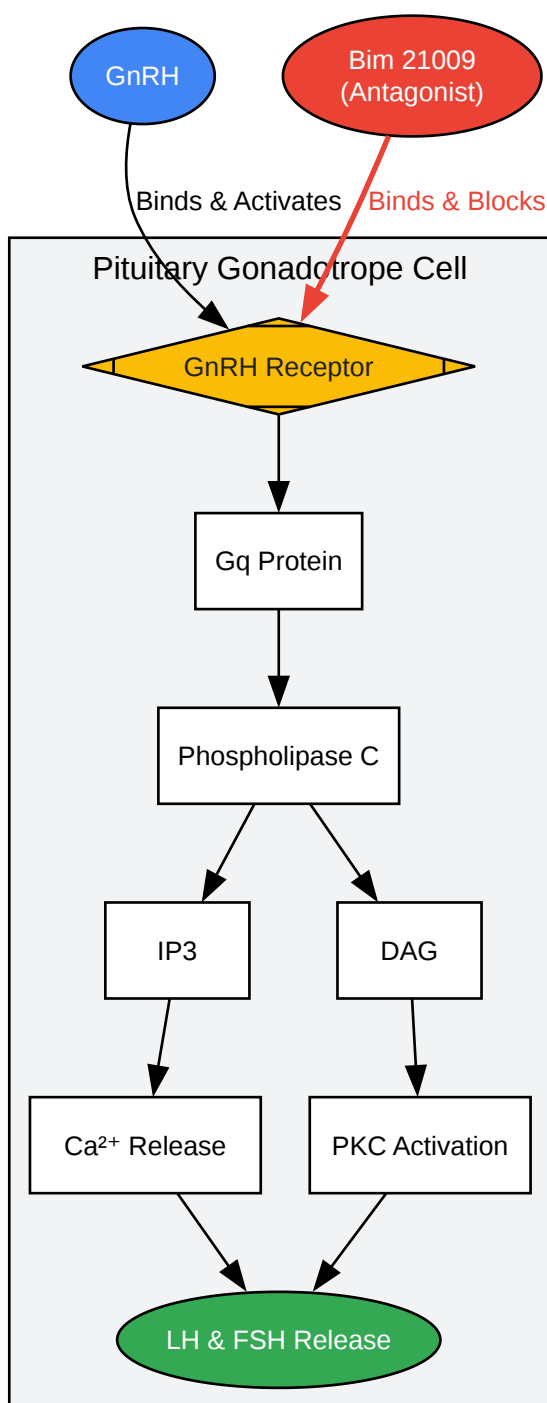 GnRH
Bim 21009
(Antagonist)
Binds & Activates
Binds & Blocks
Pituitary Gonadotrope Cell
GnRH Receptor
Gq Protein
Phospholipase C
IP3
DAG
Ca²⁺ Release
PKC Activation
LH & FSH Release